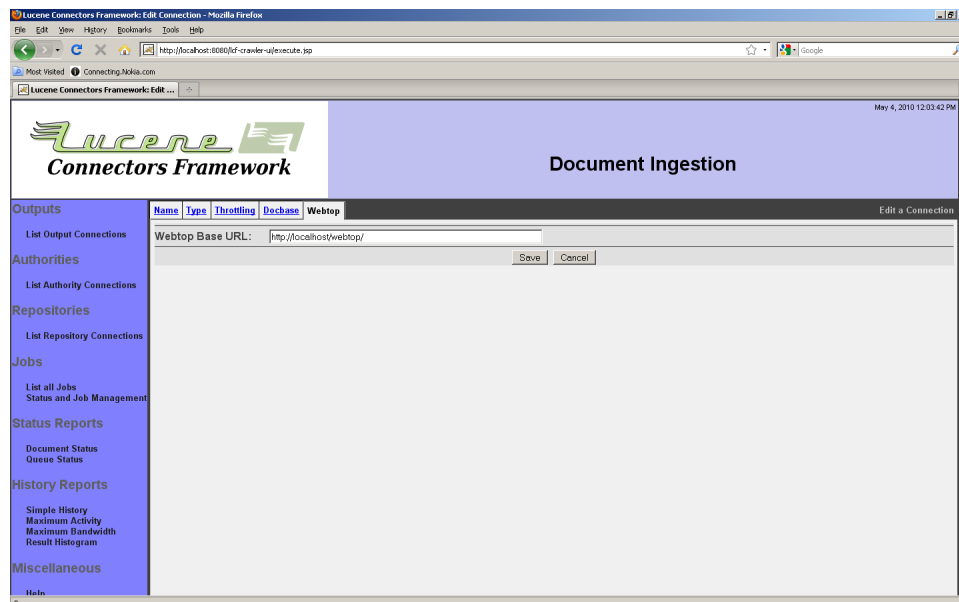 Lucene Connectors Framework: Edit Connection - Mozilla Firefox
File Edit View History Bookmarks Tools Help
http://localhost:8080/lcf-crawler-ui/execute.jsp
Google
Most Visited Connecting.Nokia.com
Lucene Connectors Framework: Edit ...
May 4, 2010 12:03:42 PM
Lucene
Connectors Framework
Document Ingestion
Outputs
Name Type Throttling Docbase Webtop
Edit a Connection
List Output Connections
Webtop Base URL: http://localhost/webtop/
Save Cancel
Authorities
List Authority Connections
Repositories
List Repository Connections
Jobs
List all Jobs
Status and Job Management
Status Reports
Document Status
Queue Status
History Reports
Simple History
Maximum Activity
Maximum Bandwidth
Result Histogram
Miscellaneous
Help